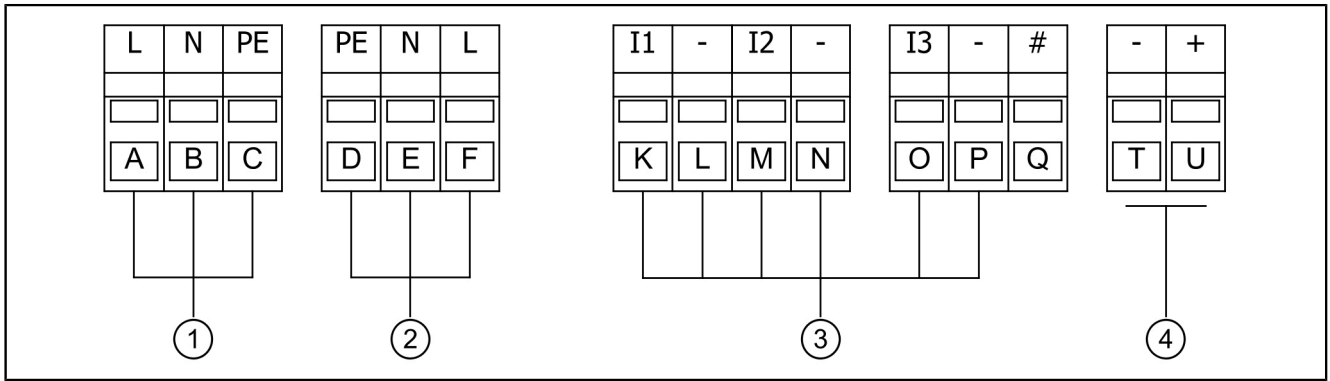 L N PE PE N L I1 - I2 - I3 - # - +
A B C D E F K L M N O P Q T U
1 2 3 4